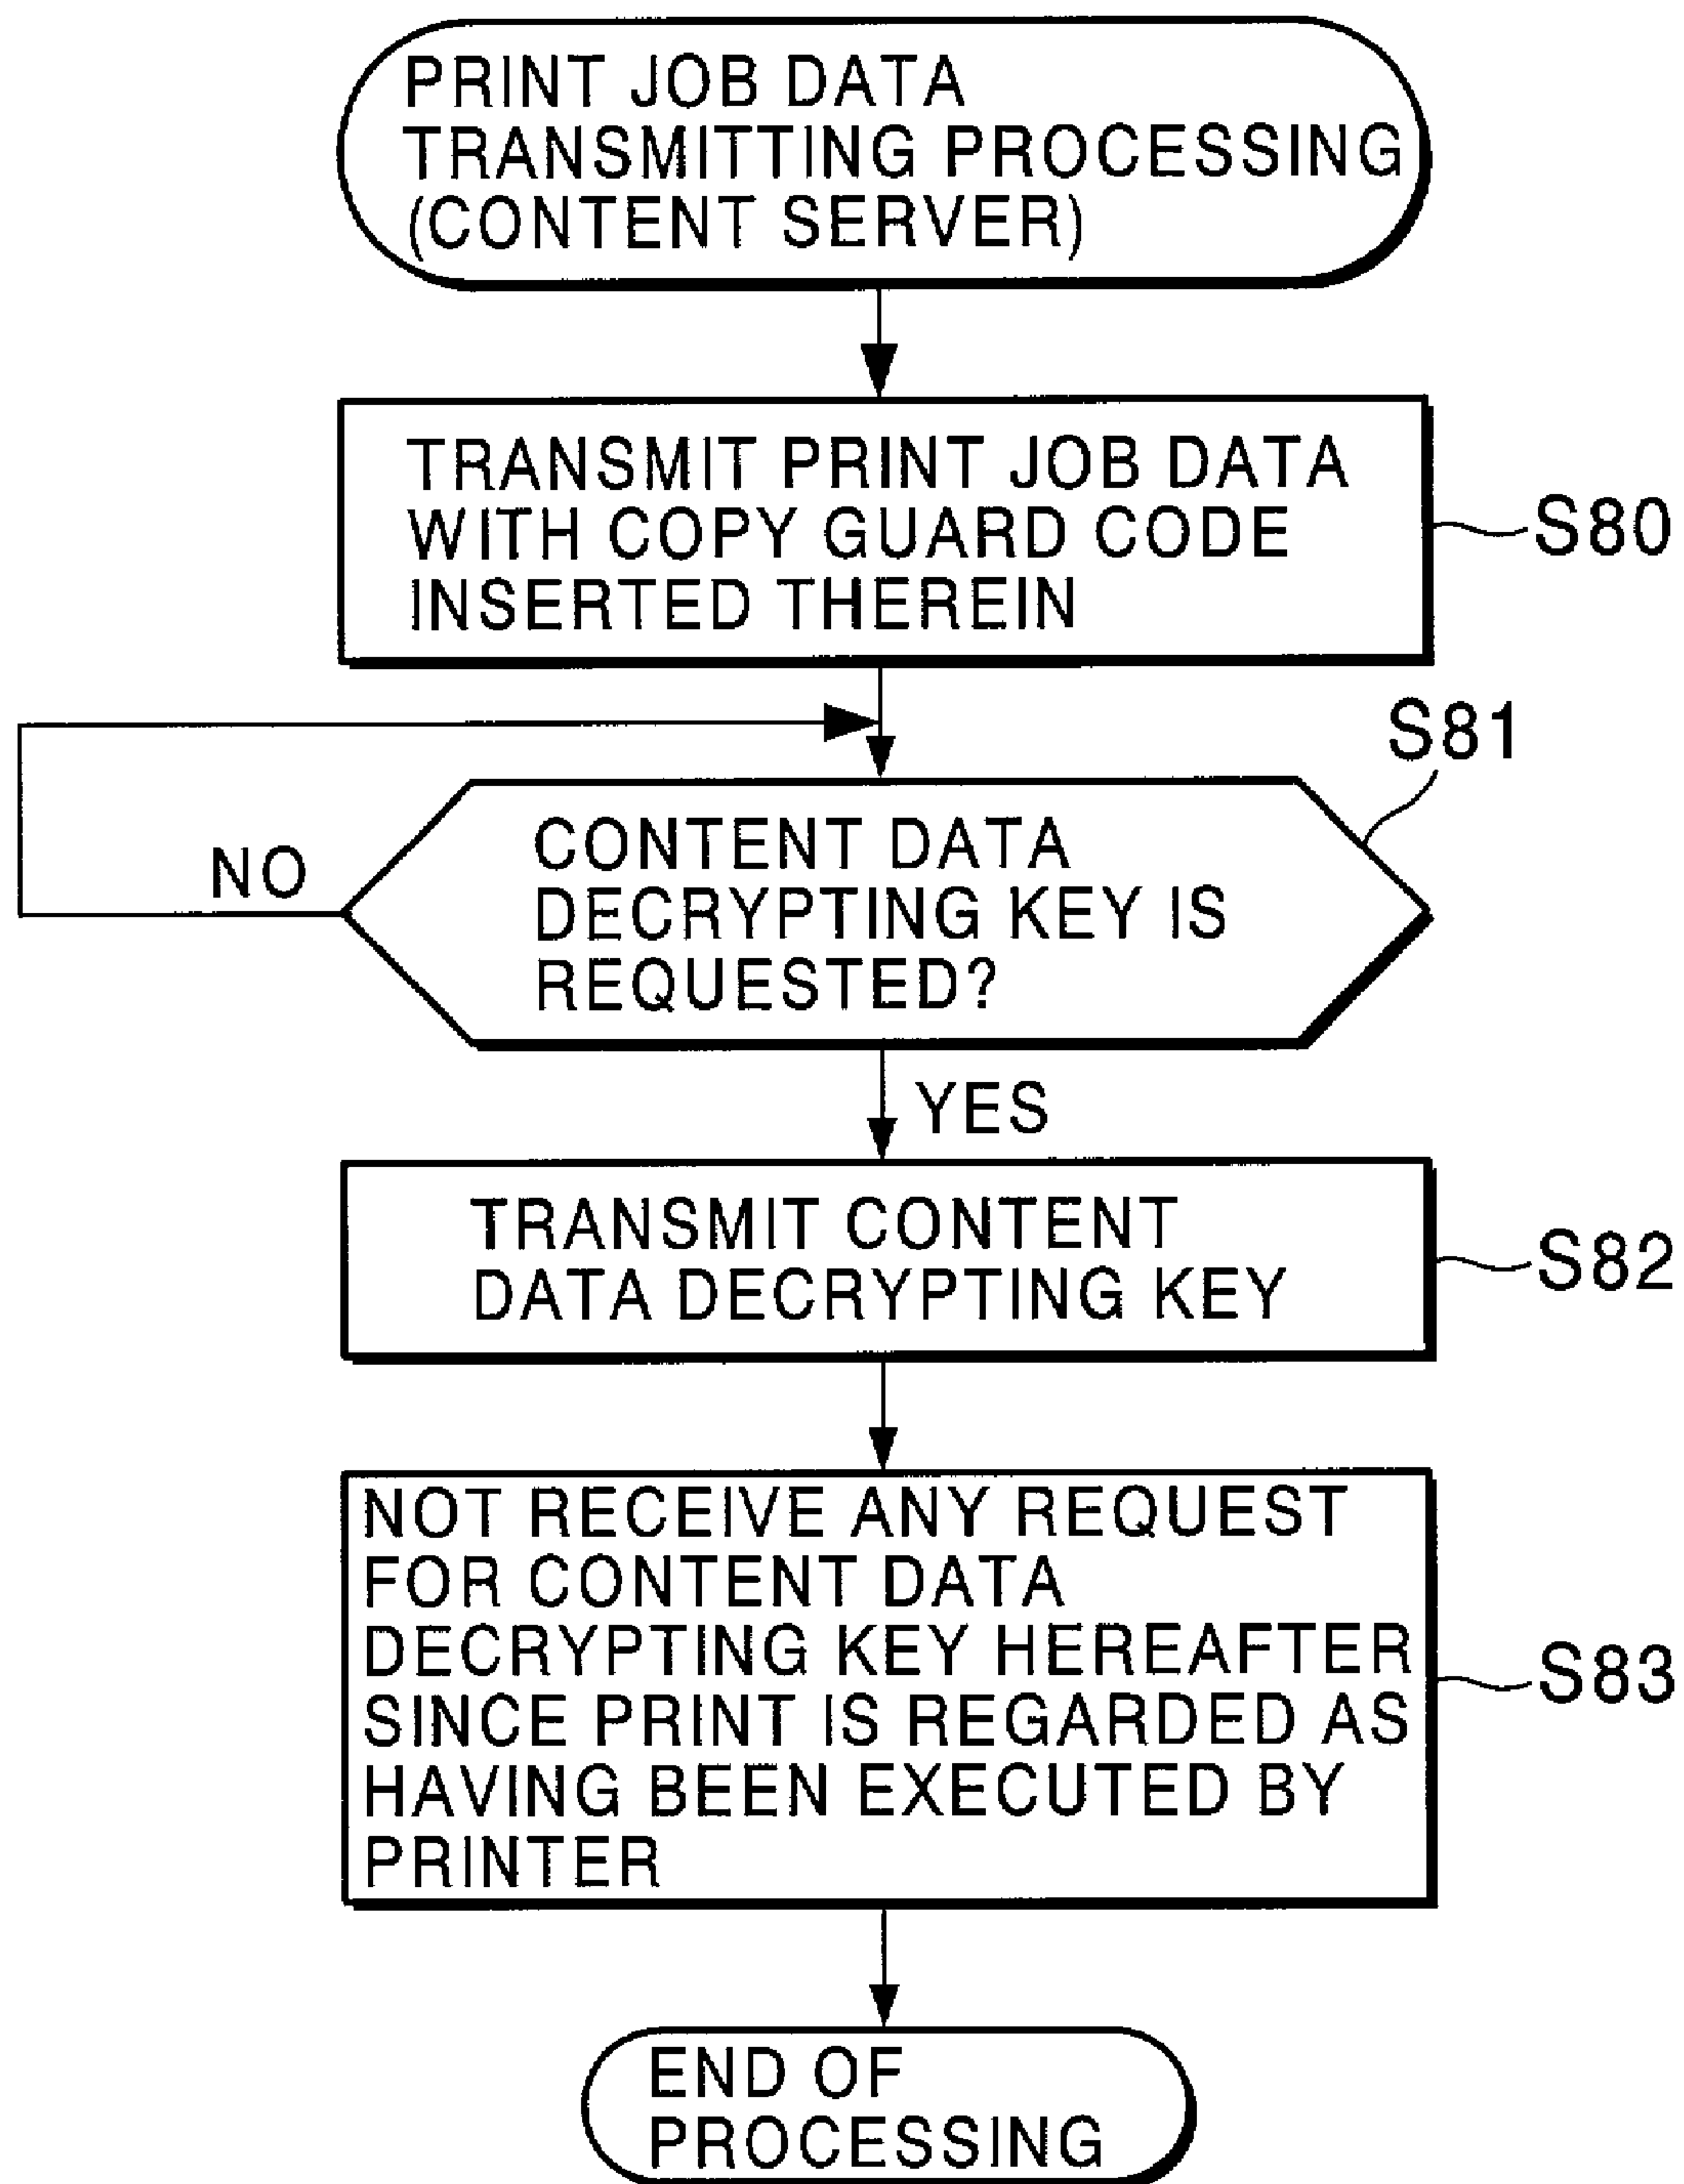 PRINT JOB DATA
TRANSMITTING PROCESSING
(CONTENT SERVER)
TRANSMIT PRINT JOB DATA
WITH COPY GUARD CODE
INSERTED THEREIN
S80
S81
CONTENT DATA
DECRYPTING KEY IS
REQUESTED?
NO
YES
TRANSMIT CONTENT
DATA DECRYPTING KEY
S82
NOT RECEIVE ANY REQUEST
FOR CONTENT DATA
DECRYPTING KEY HEREAFTER
SINCE PRINT IS REGARDED AS
HAVING BEEN EXECUTED BY
PRINTER
S83
END OF
PROCESSING